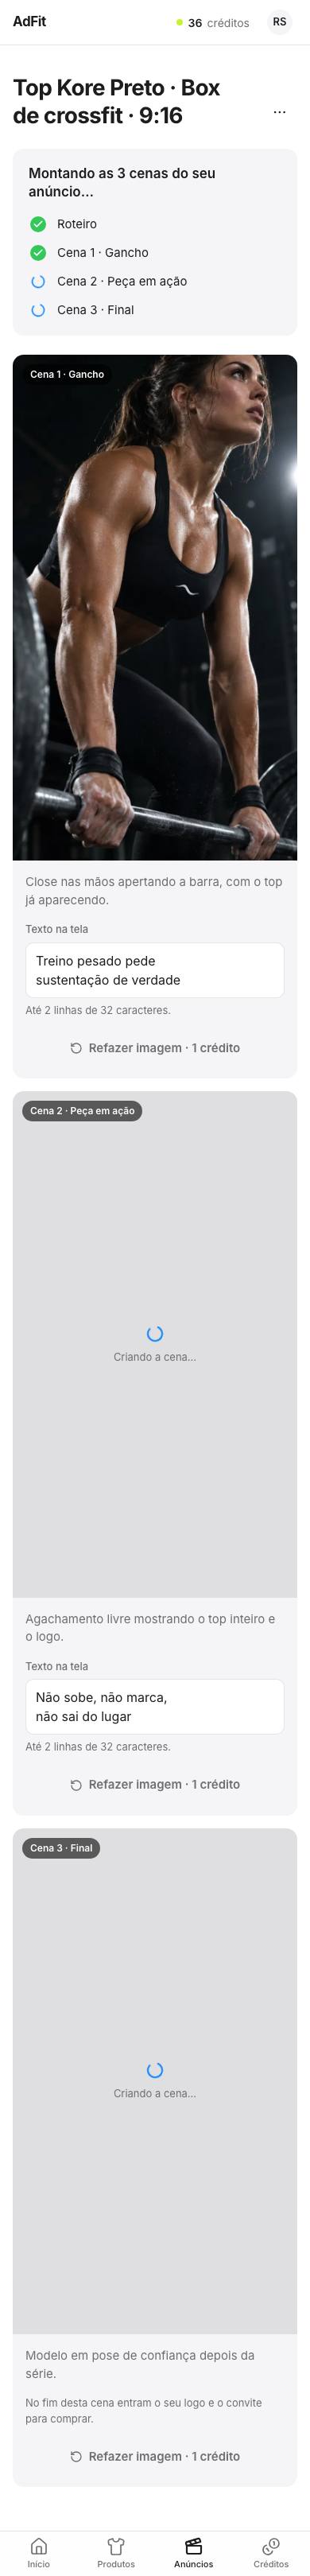 AdFit
36 créditos
RS
Top Kore Preto · Box
de crossfit · 9:16
...
Montando as 3 cenas do seu
anúncio...
Roteiro
Cena 1 · Gancho
Cena 2 · Peça em ação
Cena 3 · Final
Cena 1 · Gancho
Close nas mãos apertando a barra, com o top
já aparecendo.
Texto na tela
Treino pesado pede
sustentação de verdade
Até 2 linhas de 32 caracteres.
Refazer imagem · 1 crédito
Cena 2 · Peça em ação
Criando a cena...
Agachamento livre mostrando o top inteiro e
o logo.
Texto na tela
Não sobe, não marca,
não sai do lugar
Até 2 linhas de 32 caracteres.
Refazer imagem · 1 crédito
Cena 3 · Final
Criando a cena...
Modelo em pose de confiança depois da
série.
No fim desta cena entram o seu logo e o convite
para comprar.
Refazer imagem · 1 crédito
Início
Produtos
Anúncios
Créditos